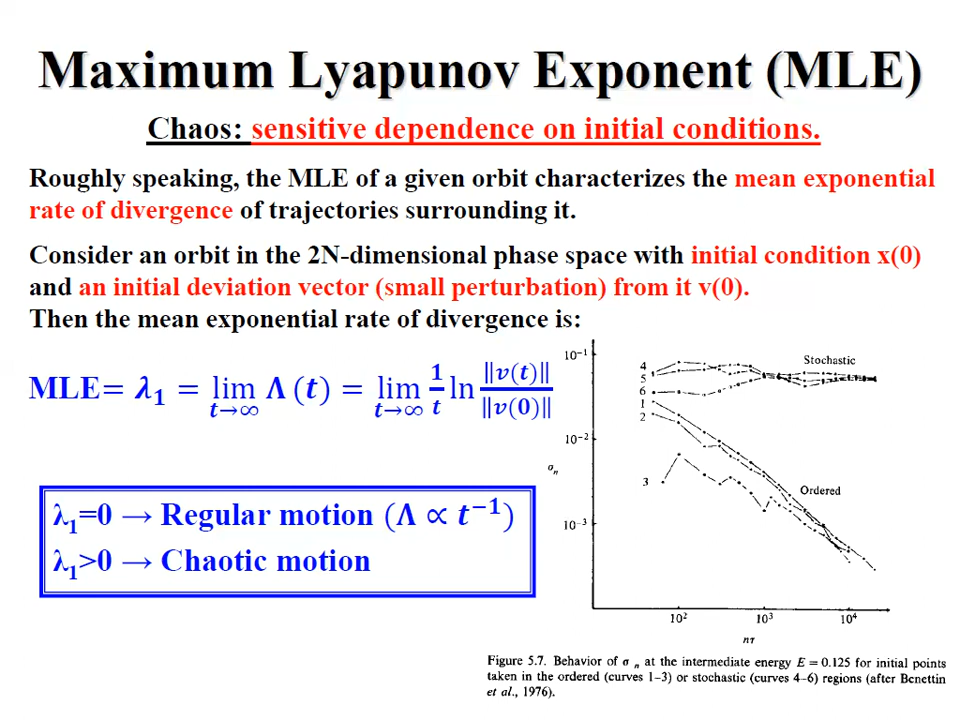 Maximum Lyapunov Exponent (MLE)
Chaos: sensitive dependence on initial conditions.
Roughly speaking, the MLE of a given orbit characterizes the mean exponential
rate of divergence of trajectories surrounding it.
Consider an orbit in the 2N-dimensional phase space with initial condition x(0)
and an initial deviation vector (small perturbation) from it v(0).
Then the mean exponential rate of divergence is:
MLE= λ₁ = lim t→∞ Λ (t) = lim t→∞ 1/t ln ‖v(t)‖/‖v(0)‖
λ₁=0 → Regular motion (Λ ∝ t⁻¹)
λ₁>0 → Chaotic motion
10⁻¹
10⁻²
10⁻³
σₙ
4
5
6
1
2
3
Stochastic
Ordered
10² 10³ 10⁴
nτ
Figure 5.7. Behavior of σ ₙ at the intermediate energy E = 0.125 for initial points
taken in the ordered (curves 1–3) or stochastic (curves 4–6) regions (after Benettin
et al., 1976).